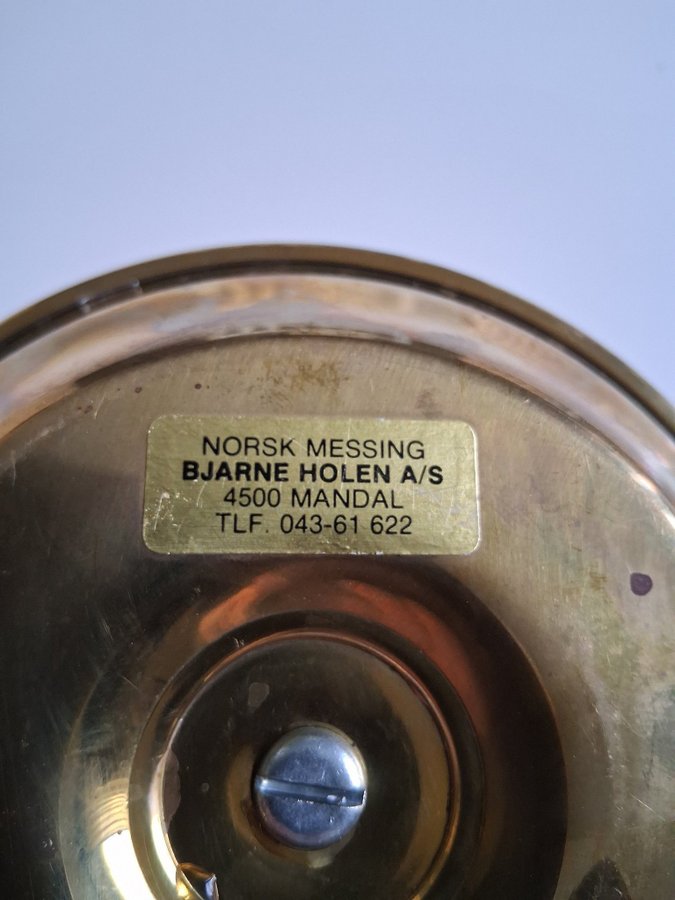 NORSK MESSING
BJARNE HOLEN A/S
4500 MANDAL
TLF. 043-61 622